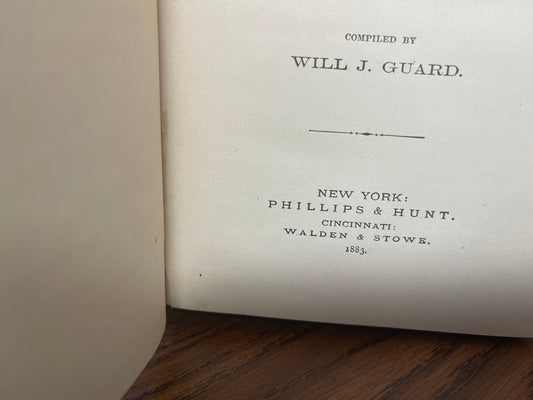 COMPILED BY
WILL J. GUARD.
NEW YORK:
PHILLIPS & HUNT.
CINCINNATI:
WALDEN & STOWE.
1883.